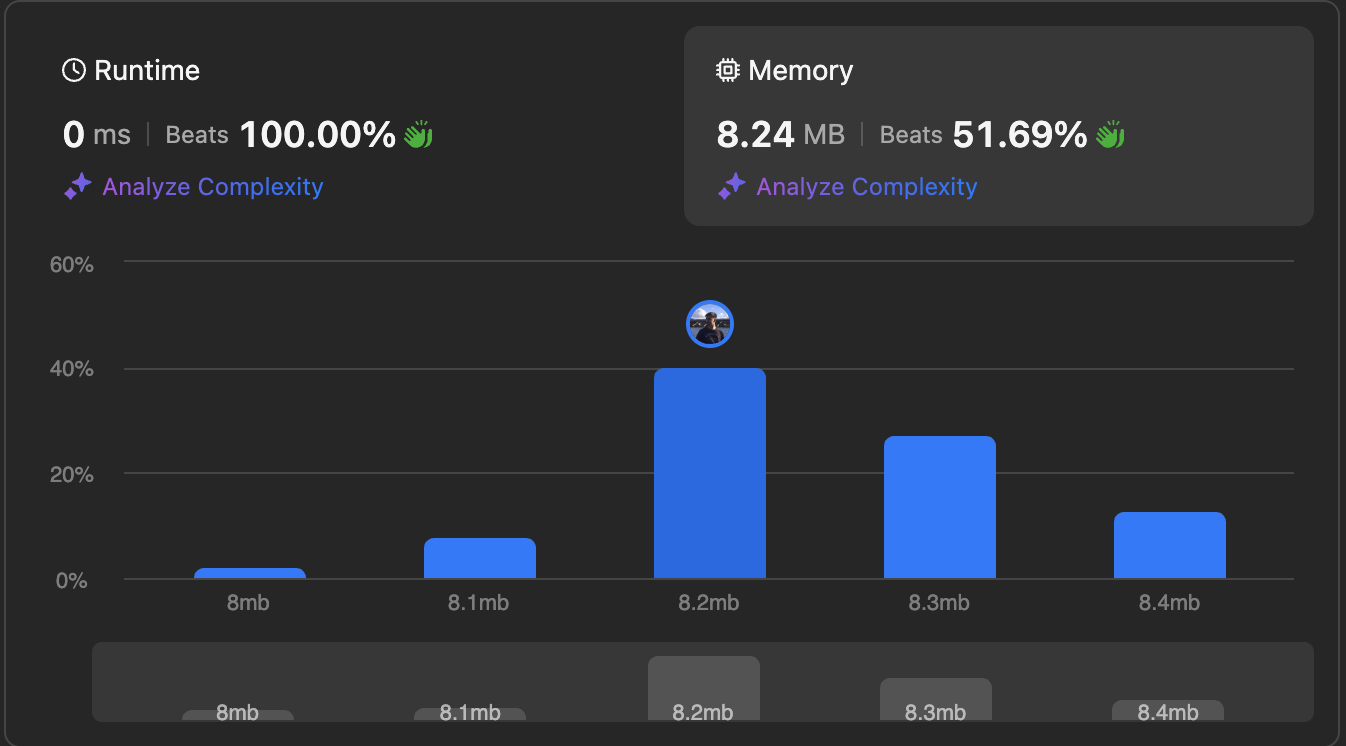 Runtime
0 ms | Beats 100.00%
Analyze Complexity
Memory
8.24 MB | Beats 51.69%
Analyze Complexity
60%
40%
20%
0%
8mb 8.1mb 8.2mb 8.3mb 8.4mb
8mb 8.1mb 8.2mb 8.3mb 8.4mb